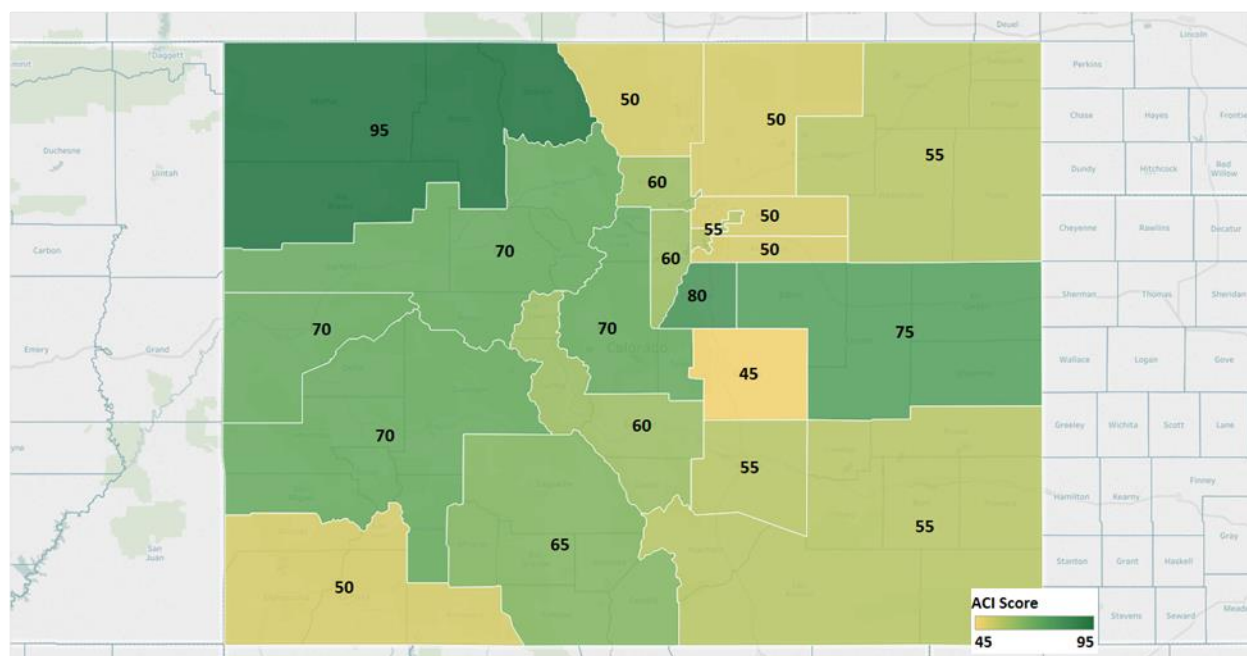 Deuel
Lincoln
Daggett
Perkins
50
50
Chase
Hayes
Frontie
95
Duchesne
Uintah
55
Dundy
Hitchcock
Red Willow
60
50
55
Cheyenne
Rawlins
Decatur
Carbon
70
60
50
80
Sherman
Thomas
Sheridan
70
70
75
Emery
Grand
Colorado
Wallace
Logan
Gove
45
60
Greeley
Wichita
Scott
Lane
70
55
Finney
Hamilton
Kearny
55
65
San Juan
Gray
Stanton
Grant
Haskell
50
ACI Score
45 95
Stevens
Seward
Meade